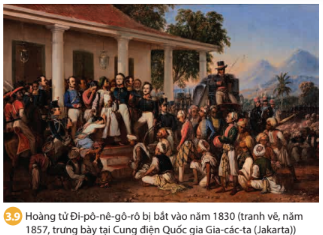 3.9 Hoàng tử Đi-pô-nê-gô-rô bị bắt vào năm 1830 (tranh vẽ, năm
1857, trưng bày tại Cung điện Quốc gia Gia-các-ta (Jakarta))